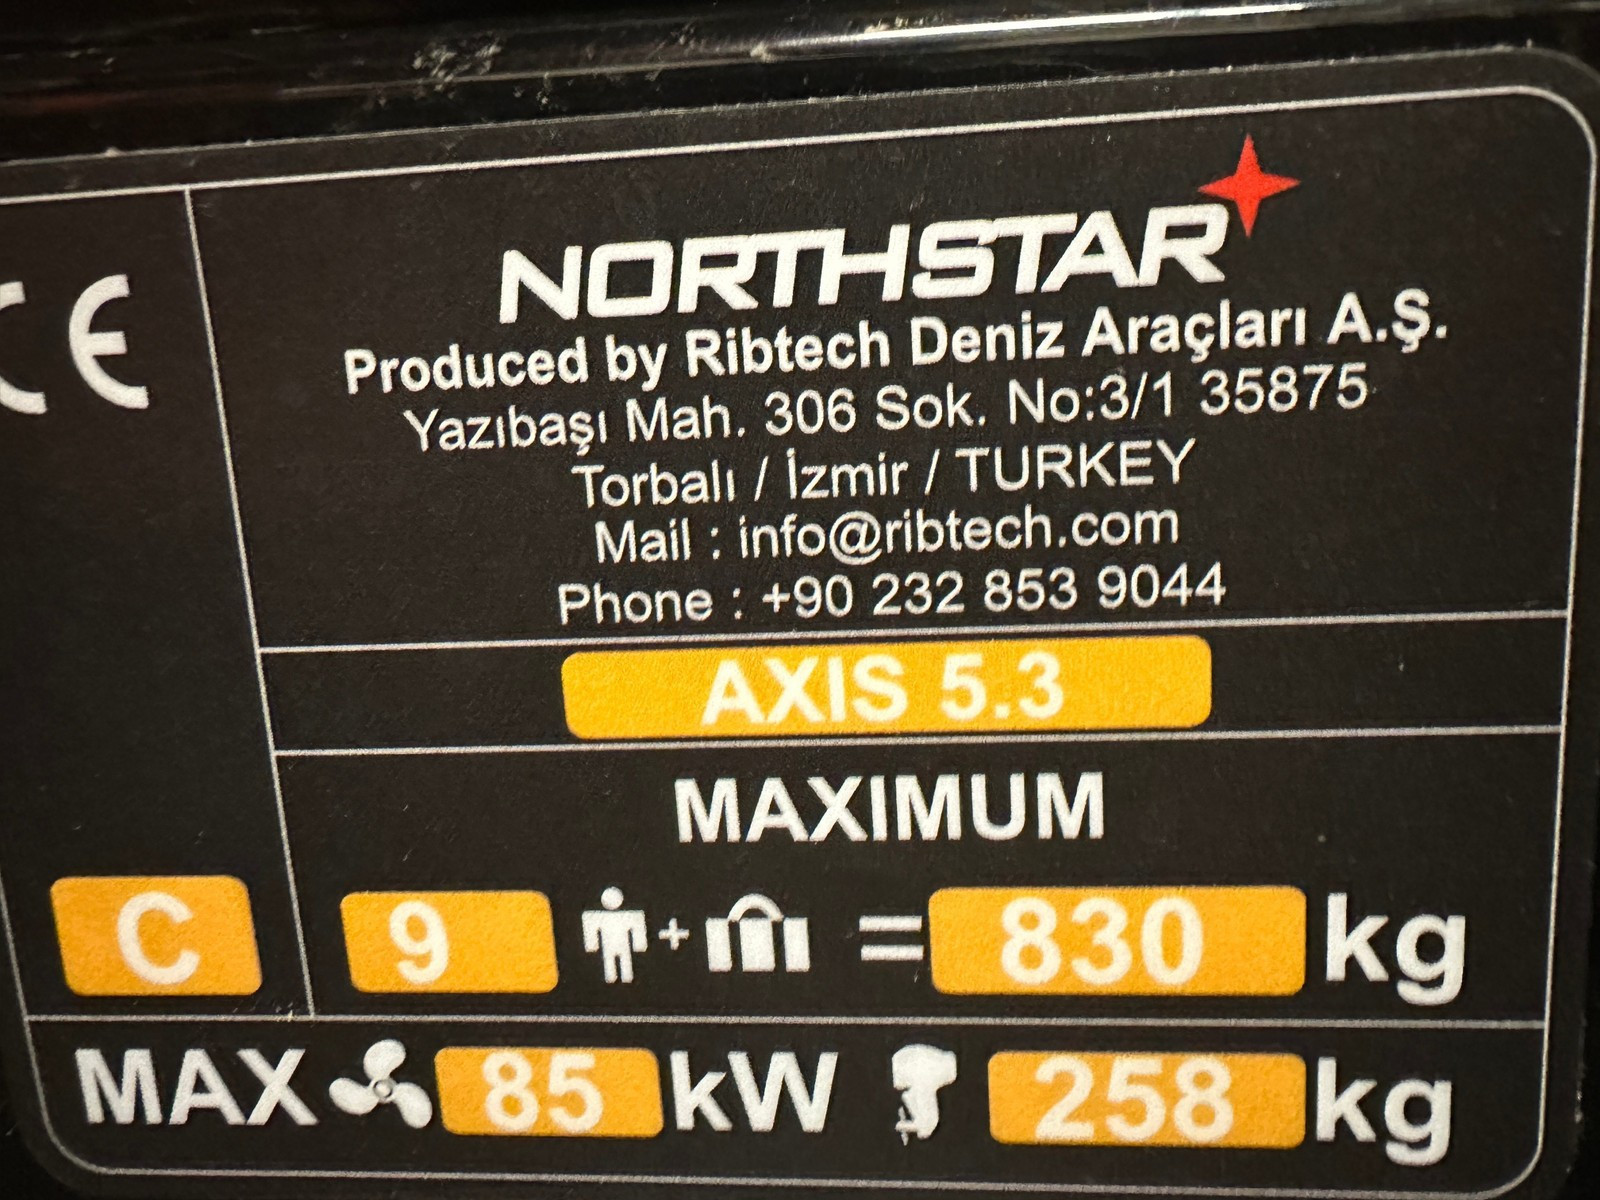 NORTHSTAR
Produced by Ribtech Deniz Araçları A.Ş.
Yazıbaşı Mah. 306 Sok. No:3/1 35875
Torbalı / İzmir / TURKEY
Mail : info@ribtech.com
Phone : +90 232 853 9044
CE
AXIS 5.3
MAXIMUM
C 9 + = 830 kg
MAX 85 kW 258 kg